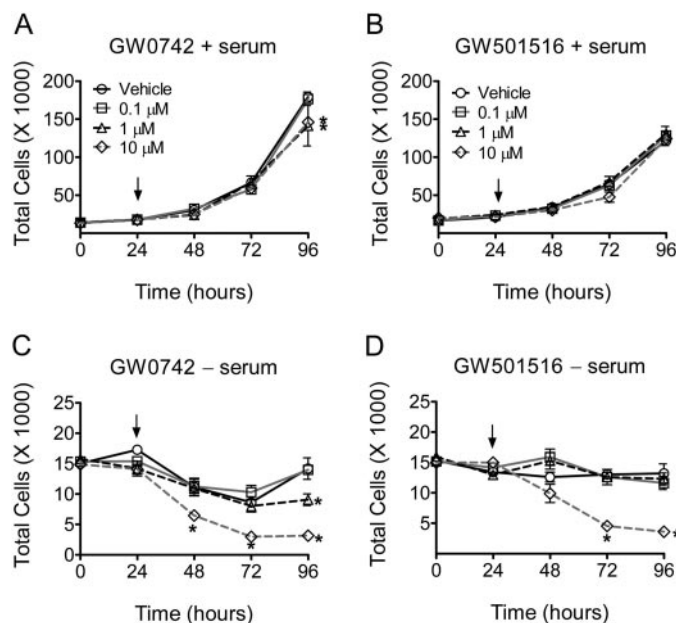 A
GW0742 + serum
Total Cells (X 1000)
200
150
100
50
Vehicle
0.1 μM
1 μM
10 μM
*
*
0 24 48 72 96
Time (hours)
B
GW501516 + serum
Total Cells (X 1000)
200
150
100
50
Vehicle
0.1 μM
1 μM
10 μM
0 24 48 72 96
Time (hours)
C
GW0742 – serum
Total Cells (X 1000)
25
20
15
10
5
0
*
* * *
0 24 48 72 96
Time (hours)
D
GW501516 – serum
Total Cells (X 1000)
25
20
15
10
5
* *
0 24 48 72 96
Time (hours)